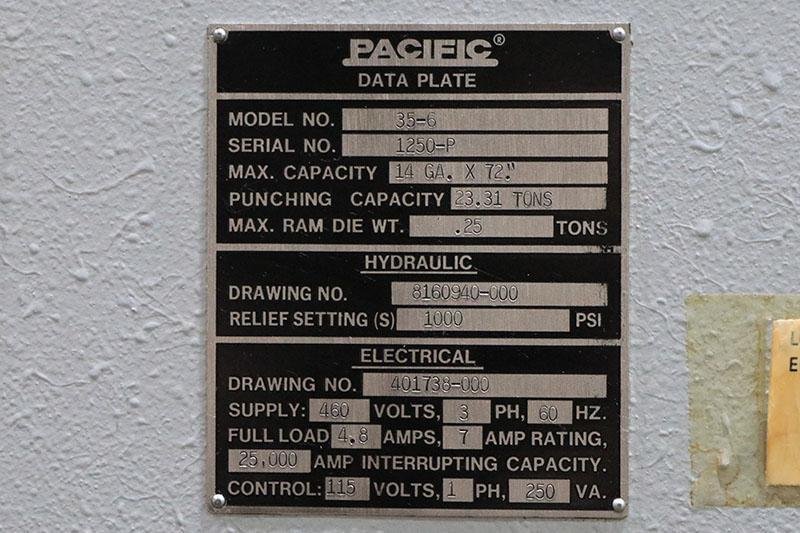 PACIFIC®
DATA PLATE
MODEL NO. 35-6
SERIAL NO. 1250-P
MAX. CAPACITY 14 GA. X 72"
PUNCHING CAPACITY 23.31 TONS
MAX. RAM DIE WT. .25 TONS
HYDRAULIC
DRAWING NO. 8160940-000
RELIEF SETTING (S) 1000 PSI
ELECTRICAL
DRAWING NO. 401738-000
SUPPLY: 460 VOLTS, 3 PH, 60 HZ.
FULL LOAD 4.8 AMPS, 7 AMP RATING,
25,000 AMP INTERRUPTING CAPACITY.
CONTROL: 115 VOLTS, 1 PH, 250 VA.